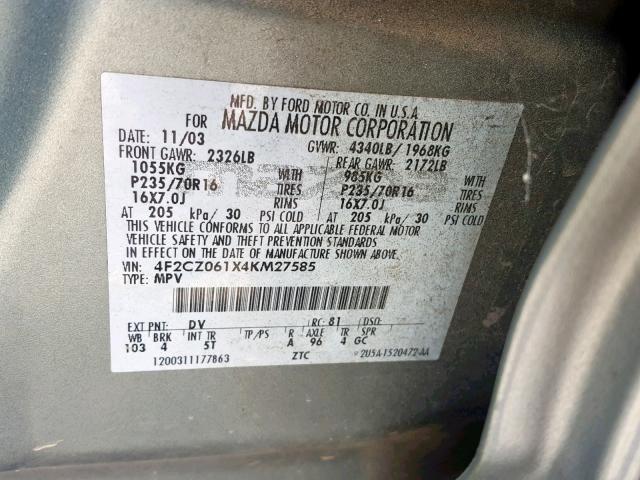 MFD. BY FORD MOTOR CO. IN U.S.A.
FOR MAZDA MOTOR CORPORATION
DATE: 11/03 GVWR: 4340LB/ 1968KG
FRONT GAWR: 2326LB REAR GAWR: 2172LB
1055KG WITH 985KG WITH
P235/70R16 TIRES P235/70R16 TIRES
16X7.0J RIMS 16X7.0J RIMS
AT 205 kPa/ 30 PSI COLD AT 205 kPa/ 30 PSI COLD
THIS VEHICLE CONFORMS TO ALL APPLICABLE FEDERAL MOTOR
VEHICLE SAFETY AND THEFT PREVENTION STANDARDS
IN EFFECT ON THE DATE OF MANUFACTURE SHOWN ABOVE.
VIN: 4F2CZ061X4KM27585
TYPE: MPV
EXT PNT: DV RC: 81 DSO:
WB BRK INT TR TP/PS R AXLE TR SPR
103 4 5T A 96 4 GC
1200311177863 ZTC *2U5A-1520472-AA